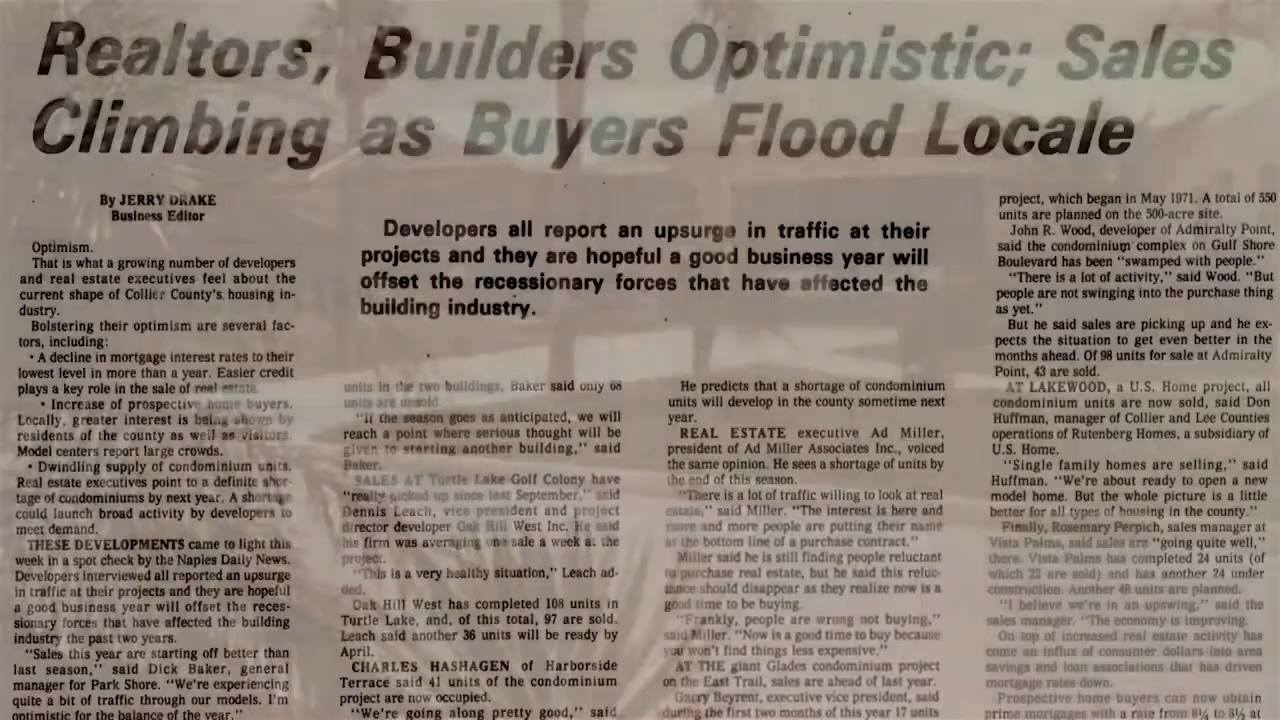 Realtors, Builders Optimistic; Sales
Climbing as Buyers Flood Locale
By JERRY DRAKE
Business Editor
Optimism.
That is what a growing number of developers
and real estate executives feel about the
current shape of Collier County's housing in-
dustry.
Bolstering their optimism are several fac-
tors, including:
• A decline in mortgage interest rates to their
lowest level in more than a year. Easier credit
plays a key role in the sale of real estate.
• Increase of prospective home buyers.
Locally, greater interest is being shown by
residents of the county as well as visitors.
Model centers report large crowds.
• Dwindling supply of condominium units.
Real estate executives point to a definite shor-
tage of condominiums by next year. A shortage
could launch broad activity by developers to
meet demand.
THESE DEVELOPMENTS came to light this
week in a spot check by the Naples Daily News.
Developers interviewed all reported an upsurge
in traffic at their projects and they are hopeful
a good business year will offset the reces-
sionary forces that have affected the building
industry the past two years.
"Sales this year are starting off better than
last season," said Dick Baker, general
manager for Park Shore. "We're experiencing
quite a bit of traffic through our models. I'm
optimistic for the balance of the year."
Developers all report an upsurge in traffic at their
projects and they are hopeful a good business year will
offset the recessionary forces that have affected the
building industry.
units in the two buildings, Baker said only 68
units are unsold.
"If the season goes as anticipated, we will
reach a point where serious thought will be
given to starting another building," said
Baker.
SALES AT Turtle Lake Golf Colony have
"really picked up since last September," said
Dennis Leach, vice president and project
director developer Oak Hill West Inc. He said
his firm was averaging one sale a week at the
project.
"This is a very healthy situation," Leach ad-
ded.
Oak Hill West has completed 108 units in
Turtle Lake, and, of this total, 97 are sold.
Leach said another 36 units will be ready by
April.
CHARLES HASHAGEN of Harborside
Terrace said 41 units of the condominium
project are now occupied.
"We're going along pretty good," said
He predicts that a shortage of condominium
units will develop in the county sometime next
year.
REAL ESTATE executive Ad Miller,
president of Ad Miller Associates Inc., voiced
the same opinion. He sees a shortage of units by
the end of this season.
"There is a lot of traffic willing to look at real
estate," said Miller. "The interest is here and
more and more people are putting their name
at the bottom line of a purchase contract."
Miller said he is still finding people reluctant
to purchase real estate, but he said this reluc-
tance should disappear as they realize now is a
good time to be buying.
"Frankly, people are wrong not buying,"
said Miller. "Now is a good time to buy because
you won't find things less expensive."
AT THE giant Glades condominium project
on the East Trail, sales are ahead of last year.
Garry Beyrent, executive vice president, said
during the first two months of this year 17 units
project, which began in May 1971. A total of 550
units are planned on the 500-acre site.
John R. Wood, developer of Admiralty Point,
said the condominium complex on Gulf Shore
Boulevard has been "swamped with people."
"There is a lot of activity," said Wood. "But
people are not swinging into the purchase thing
as yet."
But he said sales are picking up and he ex-
pects the situation to get even better in the
months ahead. Of 98 units for sale at Admiralty
Point, 43 are sold.
AT LAKEWOOD, a U.S. Home project, all
condominium units are now sold, said Don
Huffman, manager of Collier and Lee Counties
operations of Rutenberg Homes, a subsidiary of
U.S. Home.
"Single family homes are selling," said
Huffman. "We're about ready to open a new
model home. But the whole picture is a little
better for all types of housing in the county."
Finally, Rosemary Perpich, sales manager at
Vista Palms, said sales are "going quite well,"
there. Vista Palms has completed 24 units (of
which 22 are sold) and has another 24 under
construction. Another 48 units are planned.
"I believe we're in an upswing," said the
sales manager. "The economy is improving.
On top of increased real estate activity has
come an influx of consumer dollars into area
savings and loan associations that has driven
mortgage rates down.
Prospective home buyers can now obtain
prime mortgages with a rate from 8¼ to 8½ at